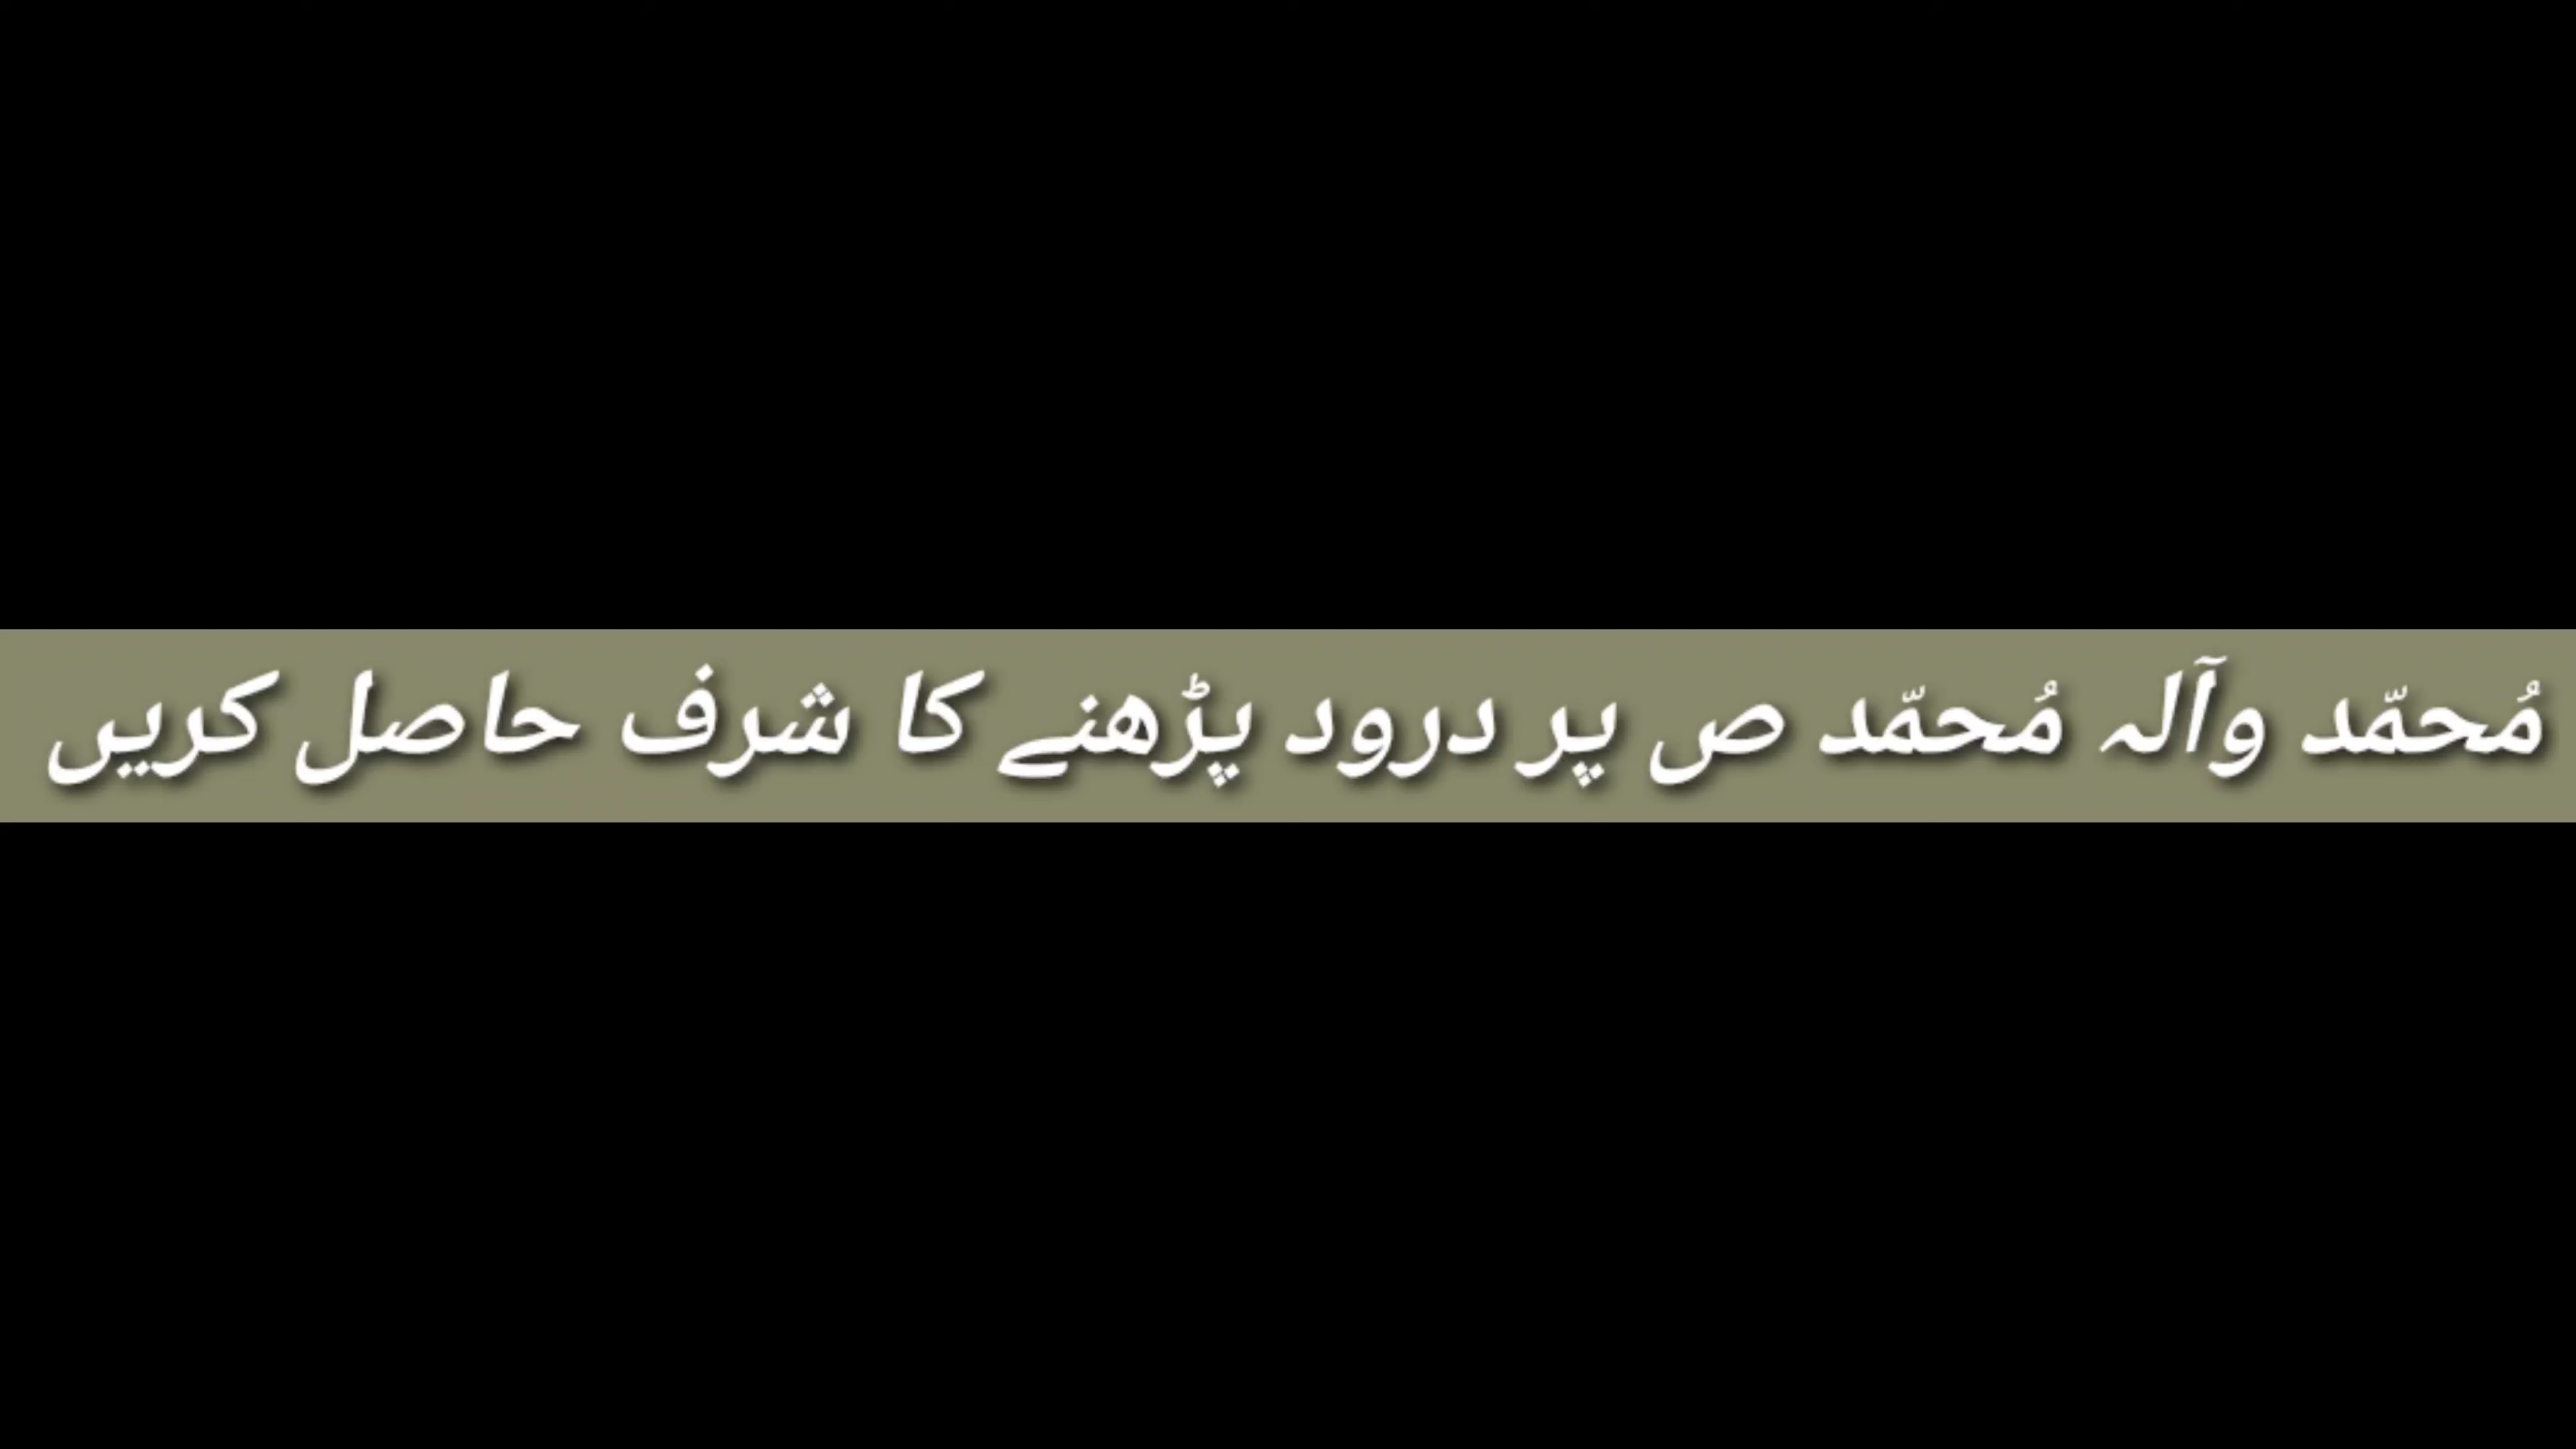 مُحمّد وآلہ مُحمّد ص پر درود پڑھنے کا شرف حاصل کریں